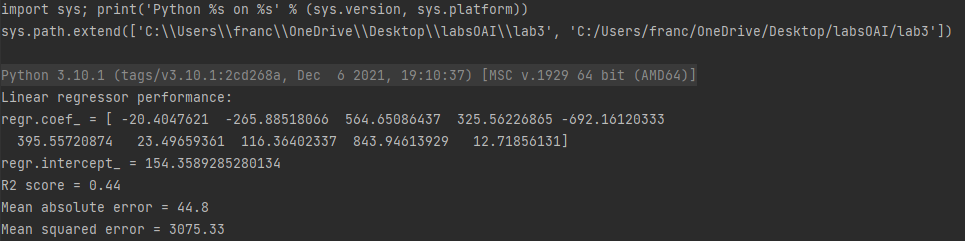 import sys; print('Python %s on %s' % (sys.version, sys.platform))
sys.path.extend(['C:\\Users\\franc\\OneDrive\\Desktop\\labsOAI\\lab3', 'C:/Users/franc/OneDrive/Desktop/labsOAI/lab3'])
Python 3.10.1 (tags/v3.10.1:2cd268a, Dec  6 2021, 19:10:37) [MSC v.1929 64 bit (AMD64)]
Linear regressor performance:
regr.coef_ = [ -20.4047621  -265.88518066  564.65086437  325.56226865 -692.16120333
  395.55720874   23.49659361  116.36402337  843.94613929   12.71856131]
regr.intercept_ = 154.3589285280134
R2 score = 0.44
Mean absolute error = 44.8
Mean squared error = 3075.33